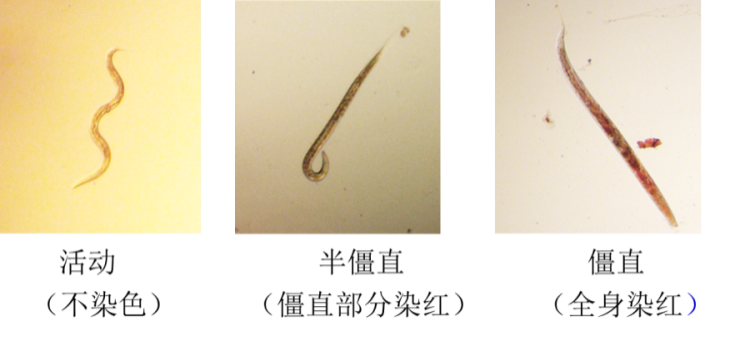 活动
半僵直
僵直
（不染色）
（僵直部分染红）
（全身染红）